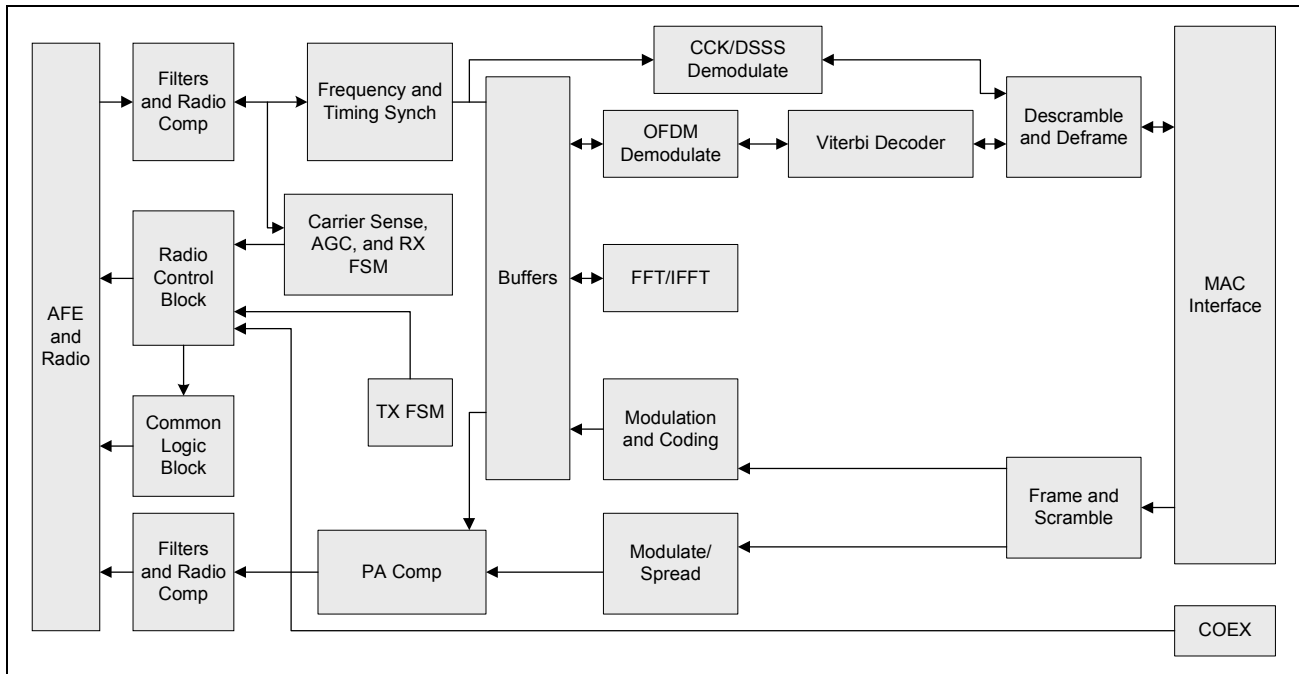 AFE
and
Radio
Filters
and Radio
Comp
Frequency and
Timing Synch
CCK/DSSS
Demodulate
OFDM
Demodulate
Viterbi Decoder
Descramble
and Deframe
MAC
Interface
Radio
Control
Block
Carrier Sense,
AGC, and RX
FSM
Buffers
FFT/IFFT
Common
Logic
Block
TX FSM
Modulation
and Coding
Frame and
Scramble
Filters
and Radio
Comp
PA Comp
Modulate/
Spread
COEX